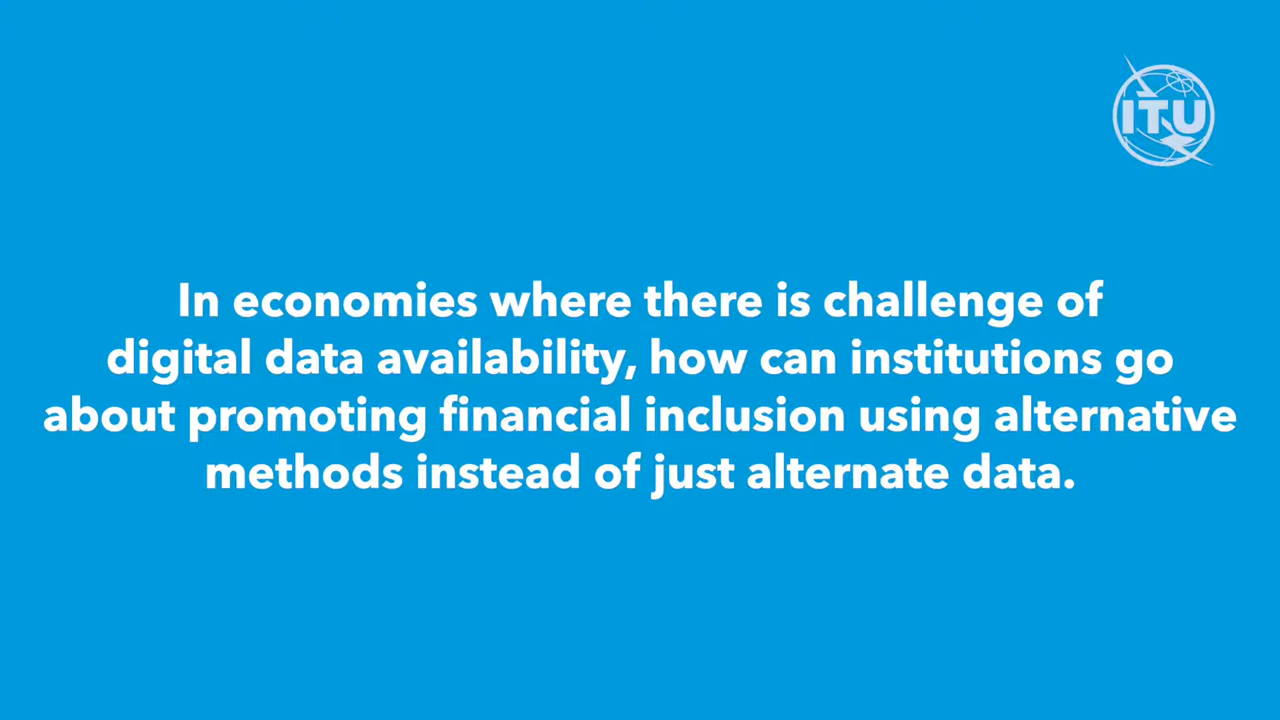 ITU
In economies where there is challenge of
digital data availability, how can institutions go
about promoting financial inclusion using alternative
methods instead of just alternate data.